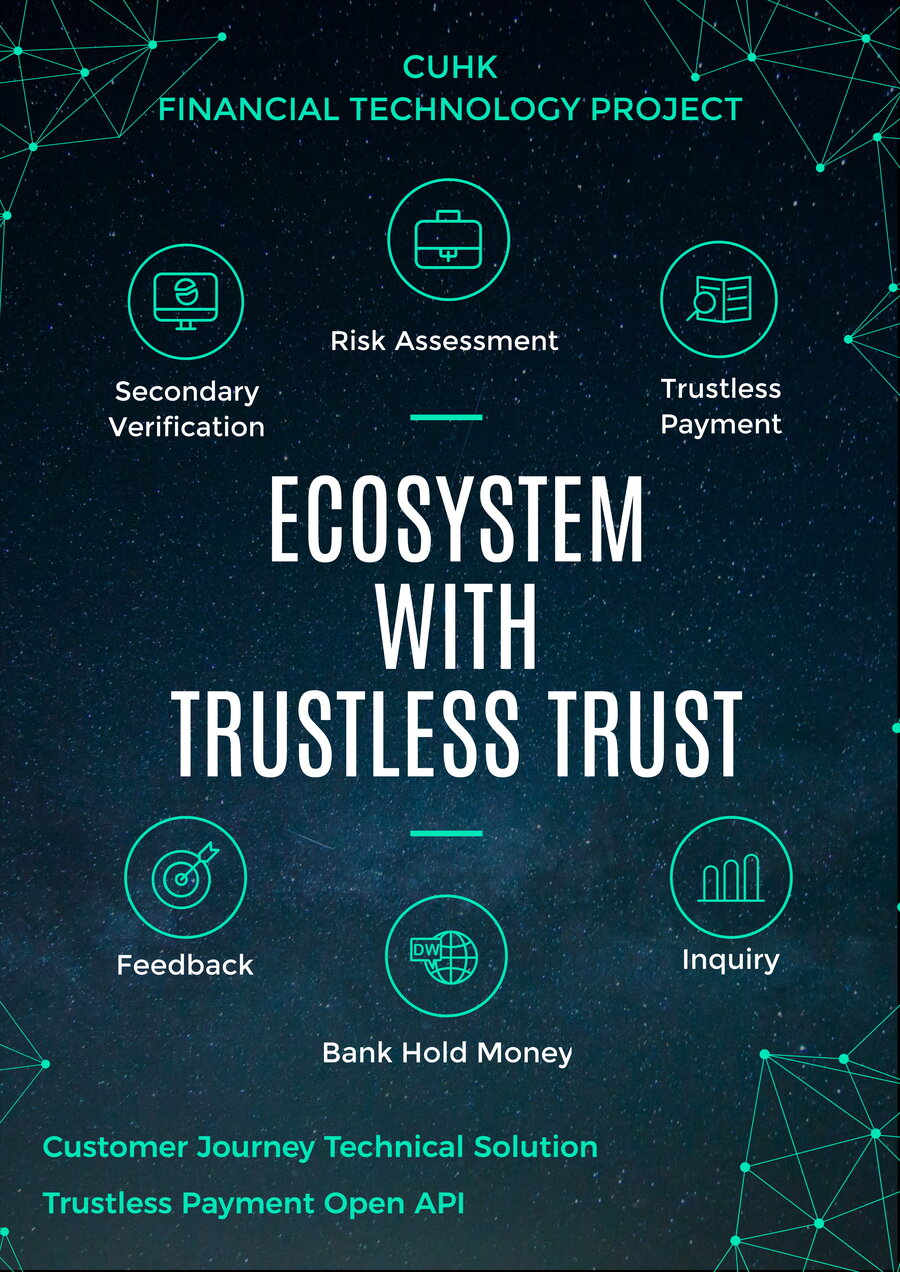 CUHK
FINANCIAL TECHNOLOGY PROJECT
Risk Assessment
Secondary
Verification
Trustless
Payment
ECOSYSTEM
WITH
TRUSTLESS TRUST
Feedback
DW
Inquiry
Bank Hold Money
Customer Journey Technical Solution
Trustless Payment Open API